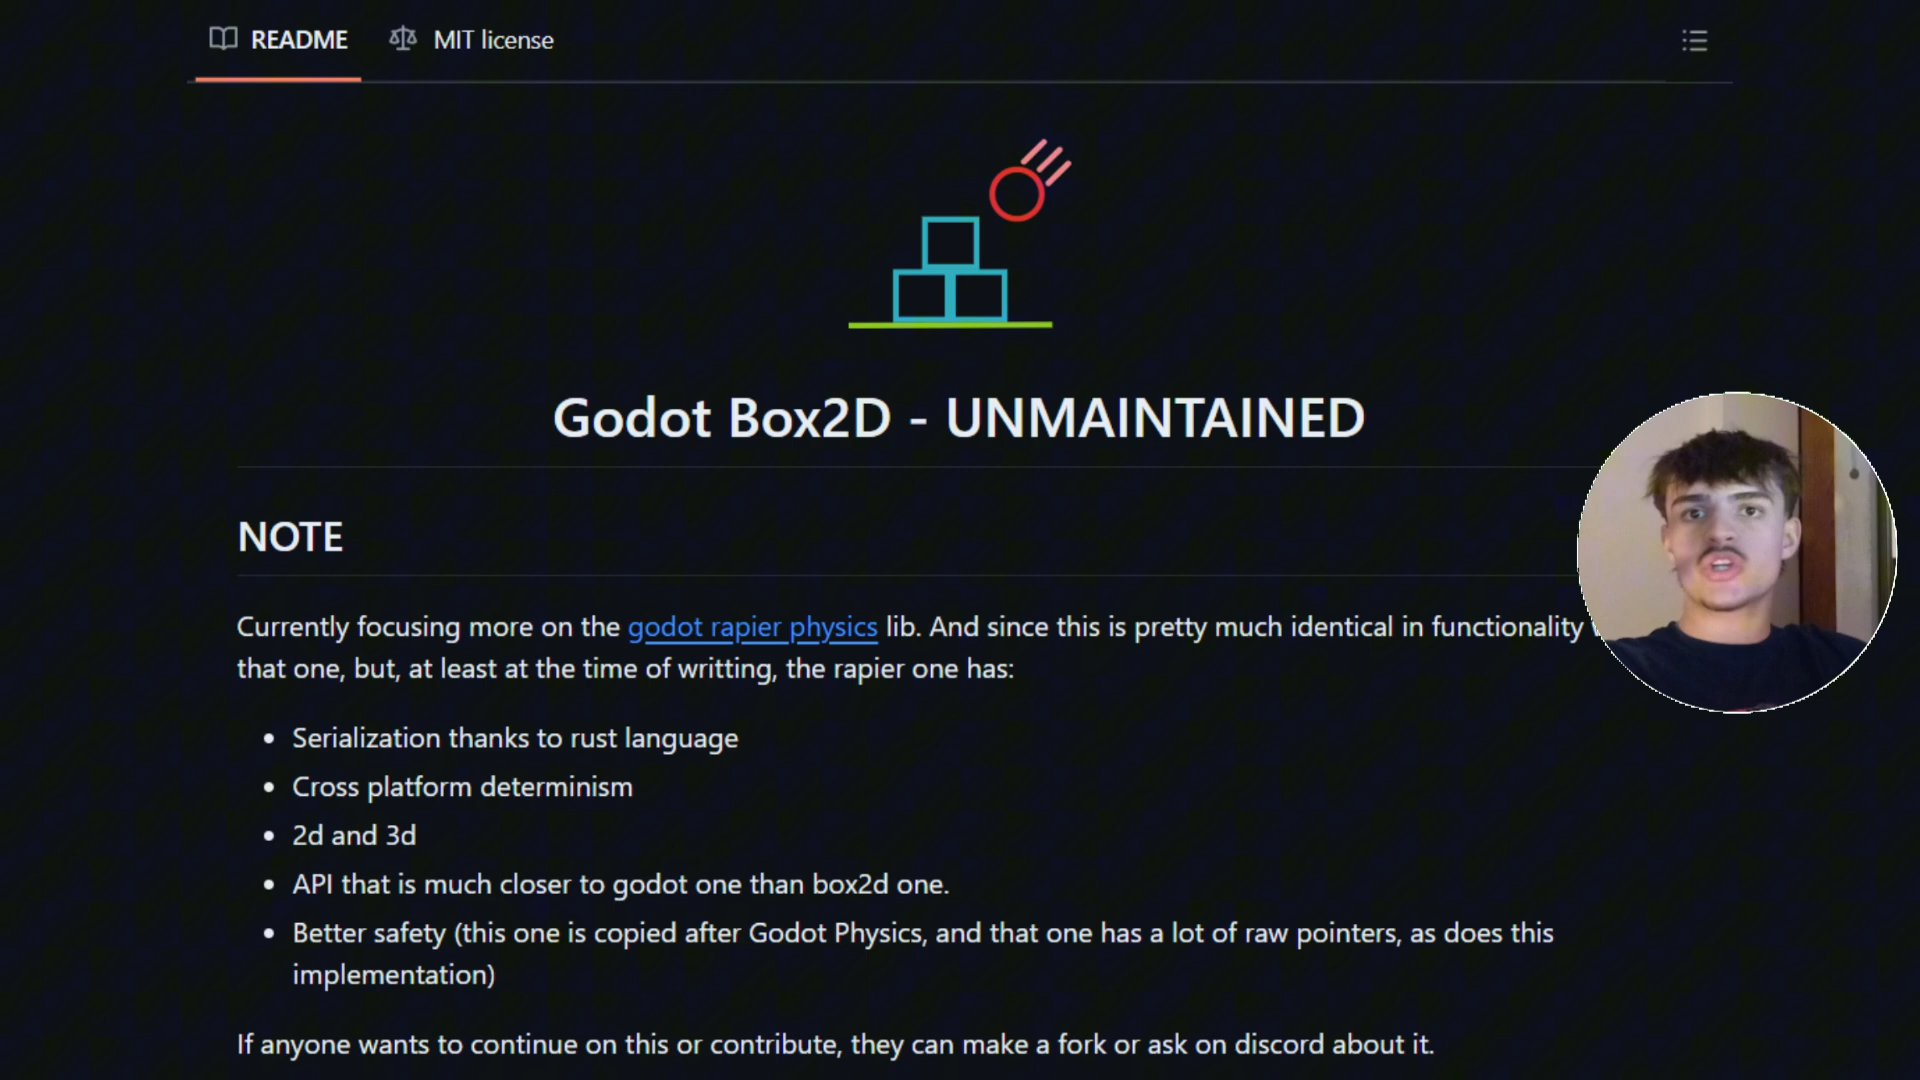 README MIT license
Godot Box2D - UNMAINTAINED
NOTE
Currently focusing more on the godot rapier physics lib. And since this is pretty much identical in functionality
that one, but, at least at the time of writting, the rapier one has:
• Serialization thanks to rust language
• Cross platform determinism
• 2d and 3d
• API that is much closer to godot one than box2d one.
• Better safety (this one is copied after Godot Physics, and that one has a lot of raw pointers, as does this
implementation)
If anyone wants to continue on this or contribute, they can make a fork or ask on discord about it.